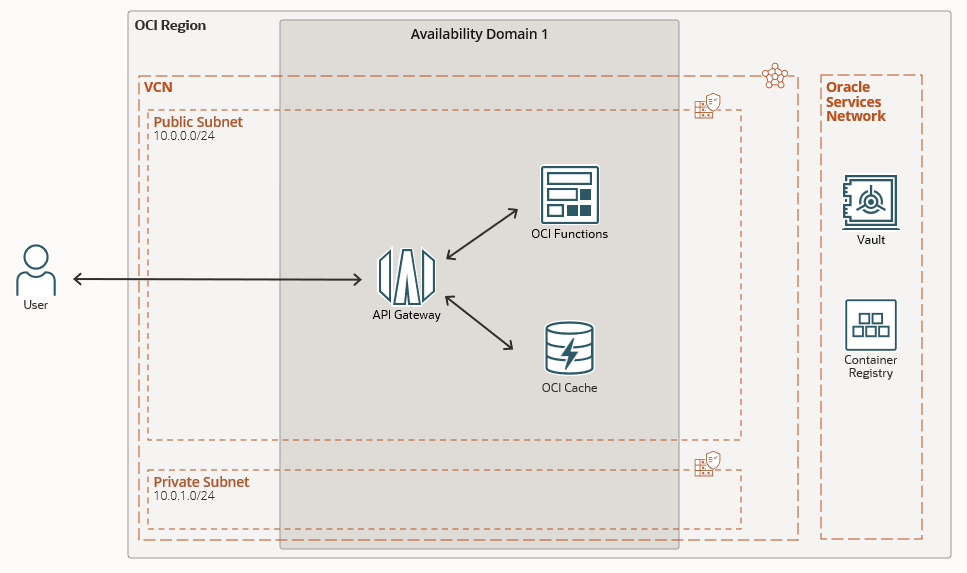 OCI Region
Availability Domain 1
VCN
Oracle
Services
Network
Public Subnet
10.0.0.0/24
OCI Functions
Vault
User
API Gateway
Container
Registry
OCI Cache
Private Subnet
10.0.1.0/24